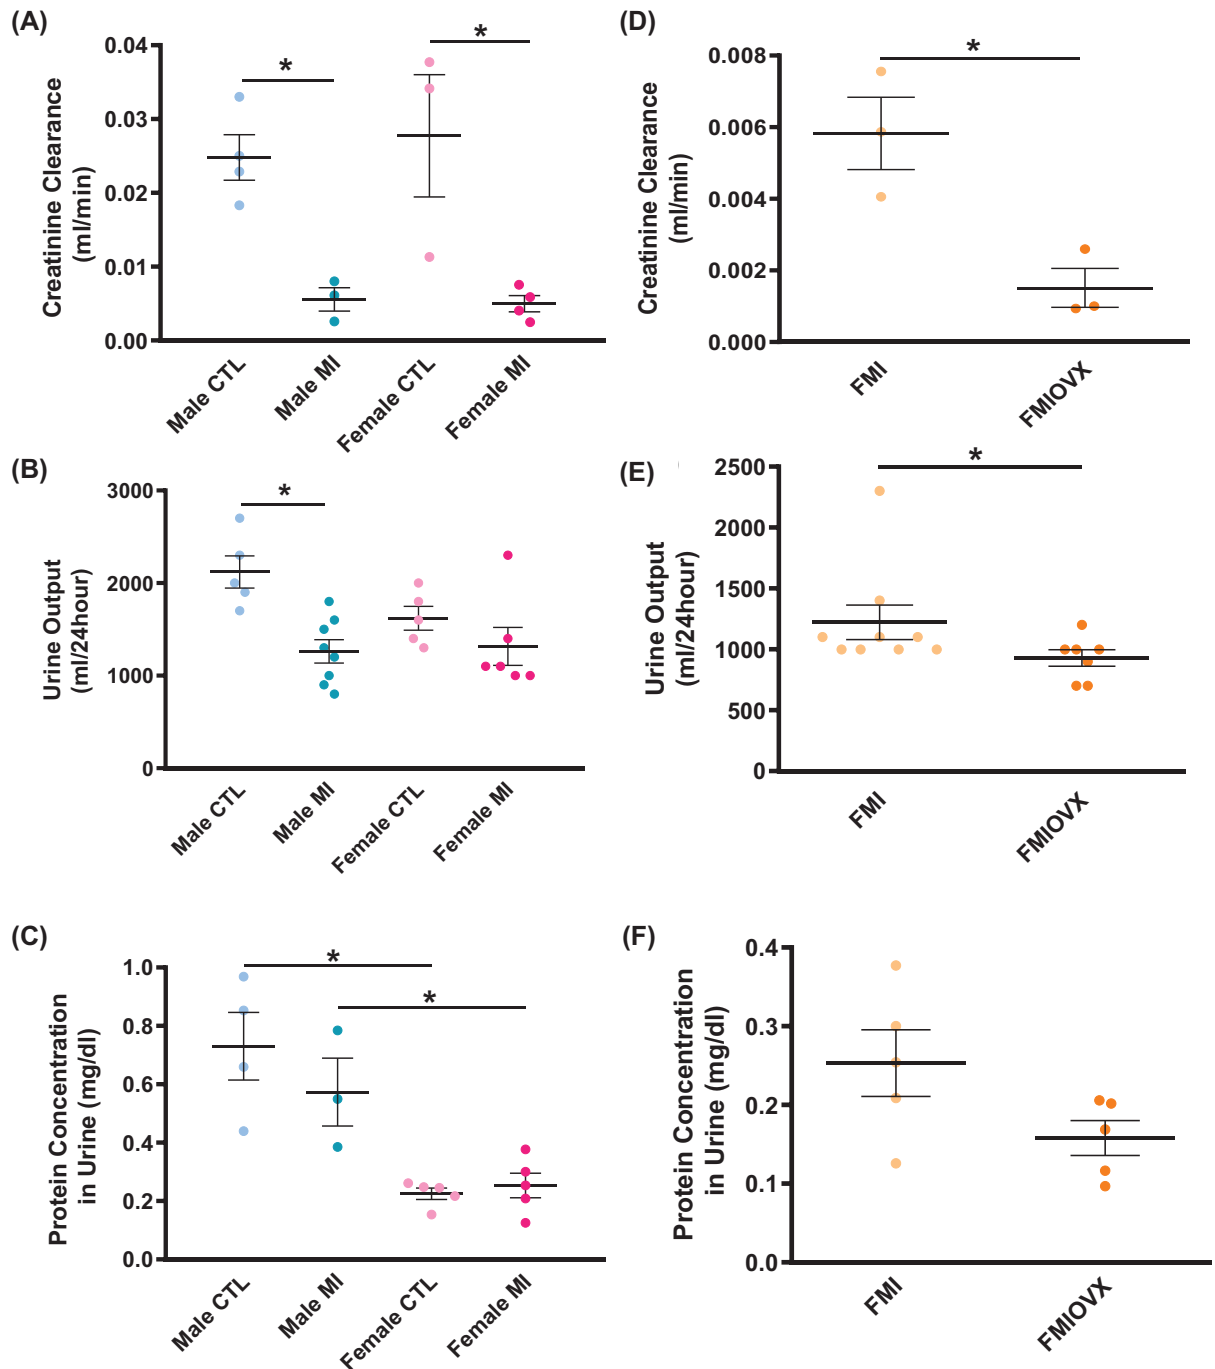 (A)
Creatinine Clearance
(ml/min)
0.04
0.03
0.02
0.01
0.00
*
*
Male CTL
Male MI
Female CTL
Female MI
(D)
Creatinine Clearance
(ml/min)
0.008
0.006
0.004
0.002
0.000
*
FMI
FMIOVX
(B)
Urine Output
(ml/24hour)
3000
2000
1000
0
*
Male CTL
Male MI
Female CTL
Female MI
(E)
Urine Output
(ml/24hour)
2500
2000
1500
1000
500
0
*
FMI
FMIOVX
(C)
Protein Concentration
in Urine (mg/dl)
1.0
0.8
0.6
0.4
0.2
0.0
*
*
Male CTL
Male MI
Female CTL
Female MI
(F)
Protein Concentration
in Urine (mg/dl)
0.4
0.3
0.2
0.1
0.0
FMI
FMIOVX